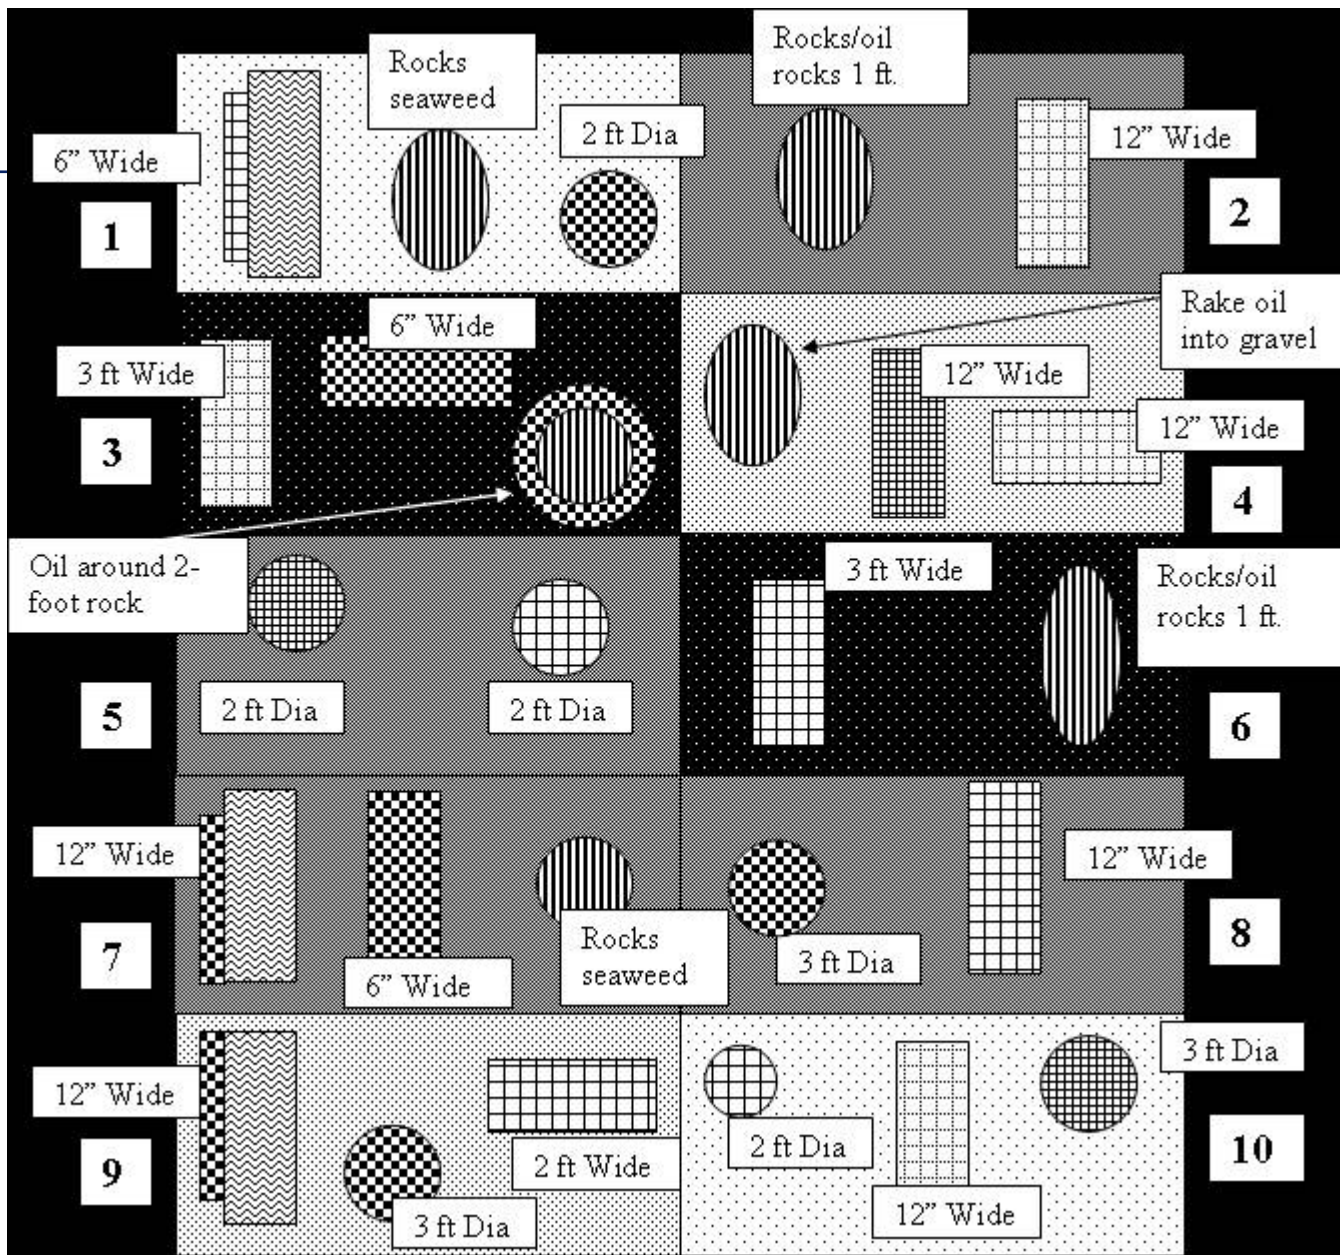 Rocks
seaweed
Rocks/oil
rocks 1 ft.
6” Wide
2 ft Dia
12” Wide
1
2
6” Wide
Rake oil
into gravel
3 ft Wide
12” Wide
12” Wide
3
4
Oil around 2-
foot rock
3 ft Wide
Rocks/oil
rocks 1 ft.
2 ft Dia
2 ft Dia
5
6
12” Wide
12” Wide
Rocks
seaweed
3 ft Dia
6” Wide
7
8
12” Wide
3 ft Dia
2 ft Dia
2 ft Wide
3 ft Dia
12” Wide
9
10